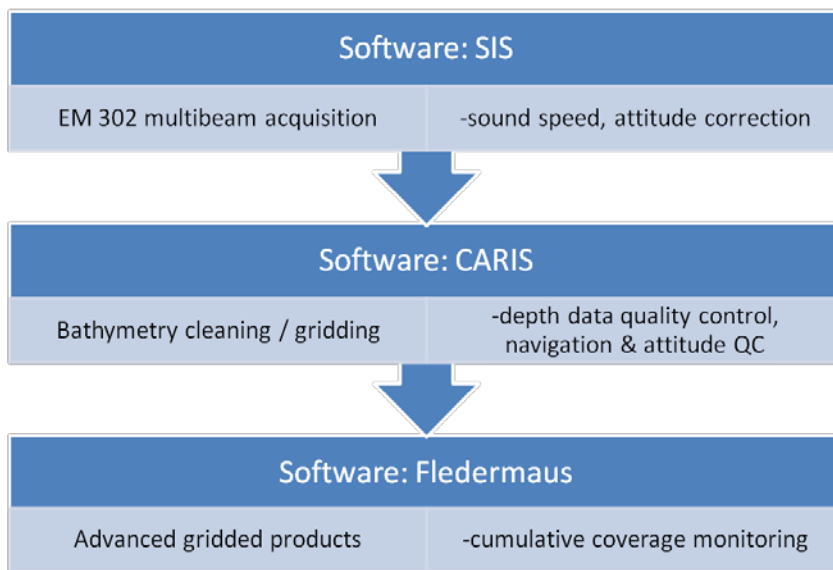 Software: SIS
EM 302 multibeam acquisition
-sound speed, attitude correction
Software: CARIS
Bathymetry cleaning / gridding
-depth data quality control,
navigation & attitude QC
Software: Fledermaus
Advanced gridded products
-cumulative coverage monitoring